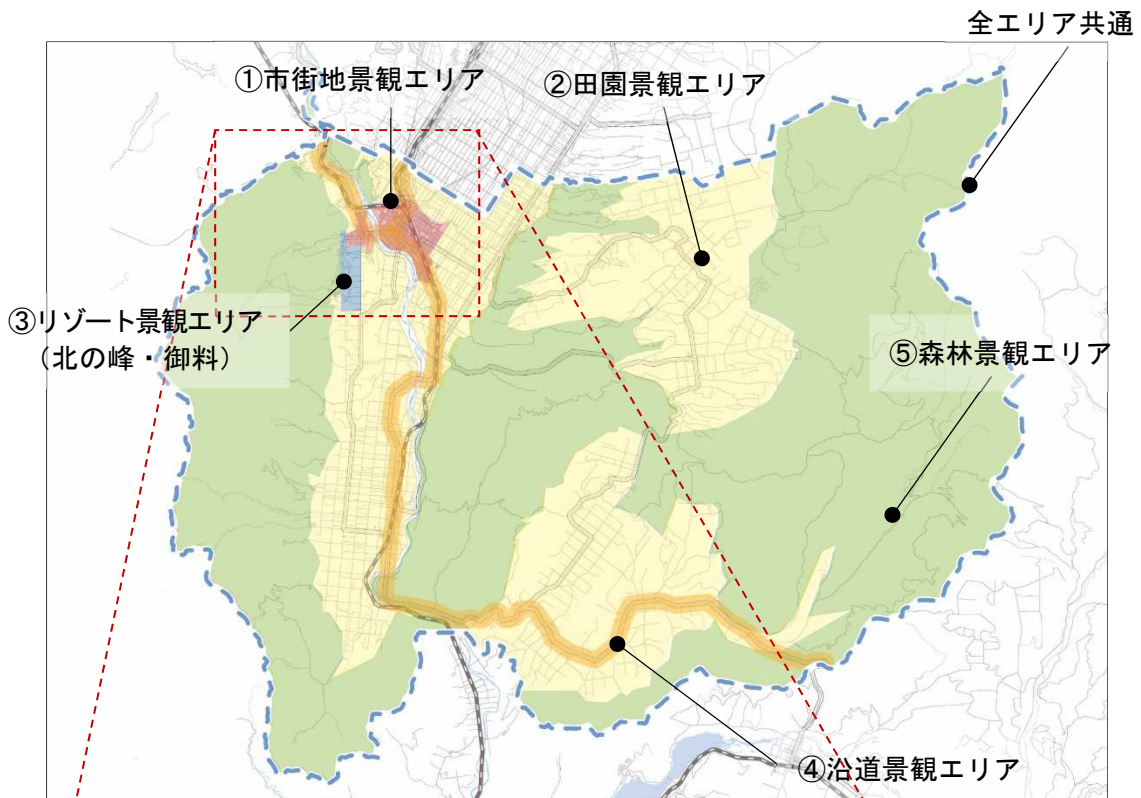 全エリア共通
①市街地景観エリア
②田園景観エリア
③リゾート景観エリア
（北の峰・御料）
⑤森林景観エリア
④沿道景観エリア